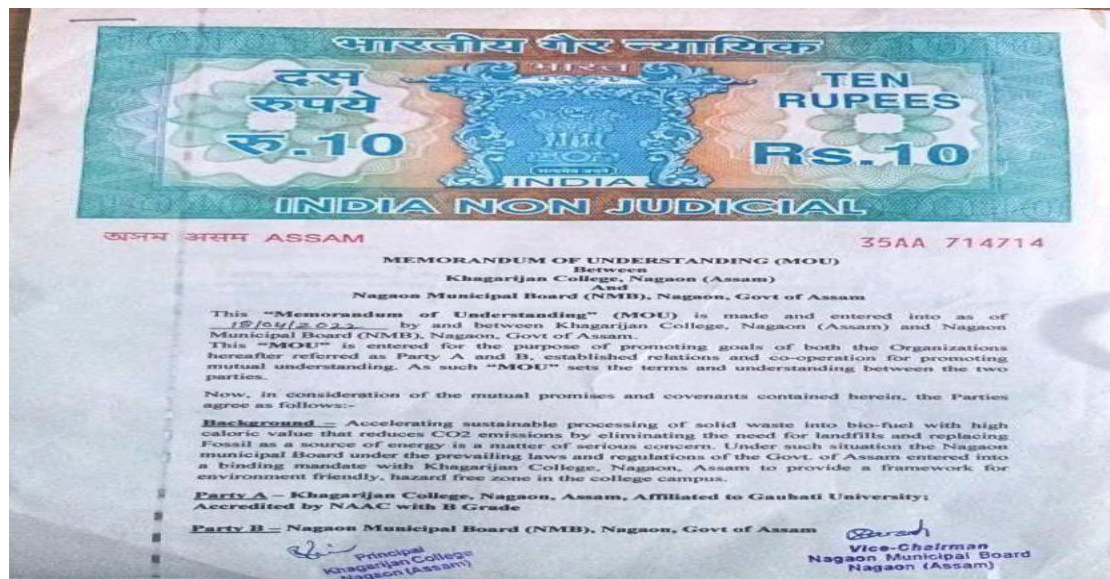 भारतीय गैर न्यायिक
भारत
दस
रुपये
रु.10
TEN
RUPEES
Rs.10
सत्यमेव जयते
INDIA
INDIA NON JUDICIAL
অসম असम ASSAM
35AA 714714
MEMORANDUM OF UNDERSTANDING (MOU)
Between
Khagarijan College, Nagaon (Assam)
And
Nagaon Municipal Board (NMB), Nagaon, Govt of Assam
This “Memorandum of Understanding” (MOU) is made and entered into as of
18/04/2022 by and between Khagarijan College, Nagaon (Assam) and Nagaon
Municipal Board (NMB), Nagaon, Govt of Assam.
This “MOU” is entered for the purpose of promoting goals of both the Organizations
hereafter referred as Party A and B, established relations and co-operation for promoting
mutual understanding. As such “MOU” sets the terms and understanding between the two
parties.
Now, in consideration of the mutual promises and covenants contained herein, the Parties
agree as follows:-
Background – Accelerating sustainable processing of solid waste into bio-fuel with high
caloric value that reduces CO2 emissions by eliminating the need for landfills and replacing
Fossil as a source of energy is a matter of serious concern. Under such situation the Nagaon
municipal Board under the prevailing laws and regulations of the Govt. of Assam entered into
a binding mandate with Khagarijan College, Nagaon, Assam to provide a framework for
environment friendly, hazard free zone in the college campus.
Party A – Khagarijan College, Nagaon, Assam, Affiliated to Gauhati University;
Accredited by NAAC with B Grade
Party B – Nagaon Municipal Board (NMB), Nagaon, Govt of Assam
Principal
Khagarijan College
Nagaon (Assam)
Vice-Chairman
Nagaon Municipal Board
Nagaon (Assam)